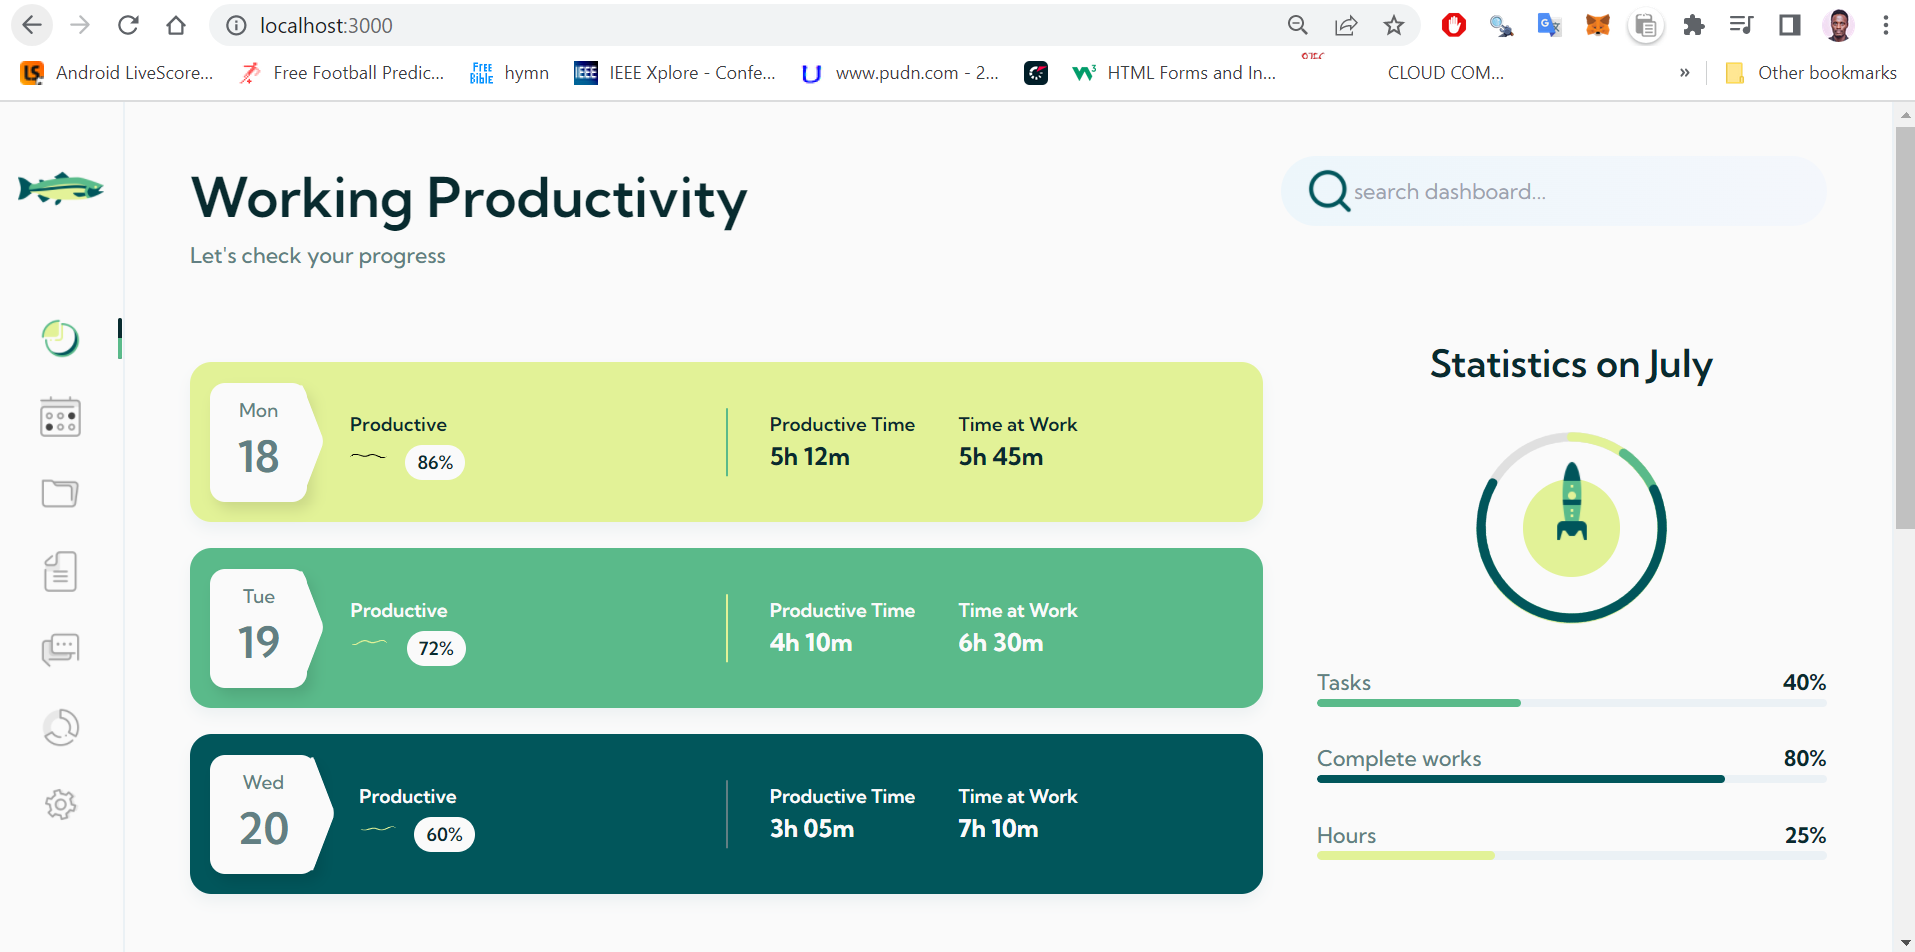 localhost:3000
Android LiveScore... Free Football Predic... FREE Bible hymn IEEE IEEE Xplore - Confe... www.pudn.com - 2... HTML Forms and In... CLOUD COM... » Other bookmarks
Working Productivity
Let's check your progress
search dashboard...
Mon
18
Productive
86%
Productive Time
5h 12m
Time at Work
5h 45m
Tue
19
Productive
72%
Productive Time
4h 10m
Time at Work
6h 30m
Wed
20
Productive
60%
Productive Time
3h 05m
Time at Work
7h 10m
Statistics on July
Tasks 40%
Complete works 80%
Hours 25%